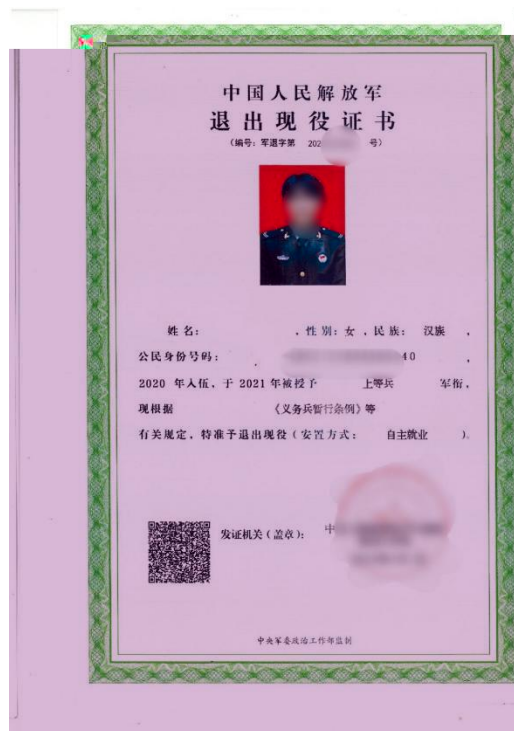 中国人民解放军
退出现役证书
(编号: 军退字第 202 号)
姓 名: , 性 别: 女 , 民 族: 汉族 ,
公民身份号码: 40 ,
2020 年入伍, 于 2021 年被授予 上等兵 军衔,
现根据 《义务兵暂行条例》等
有关规定, 特准予退出现役 ( 安置方式: 自主就业 ).
发证机关 ( 盖章 ): 中
中央军委政治工作部监制